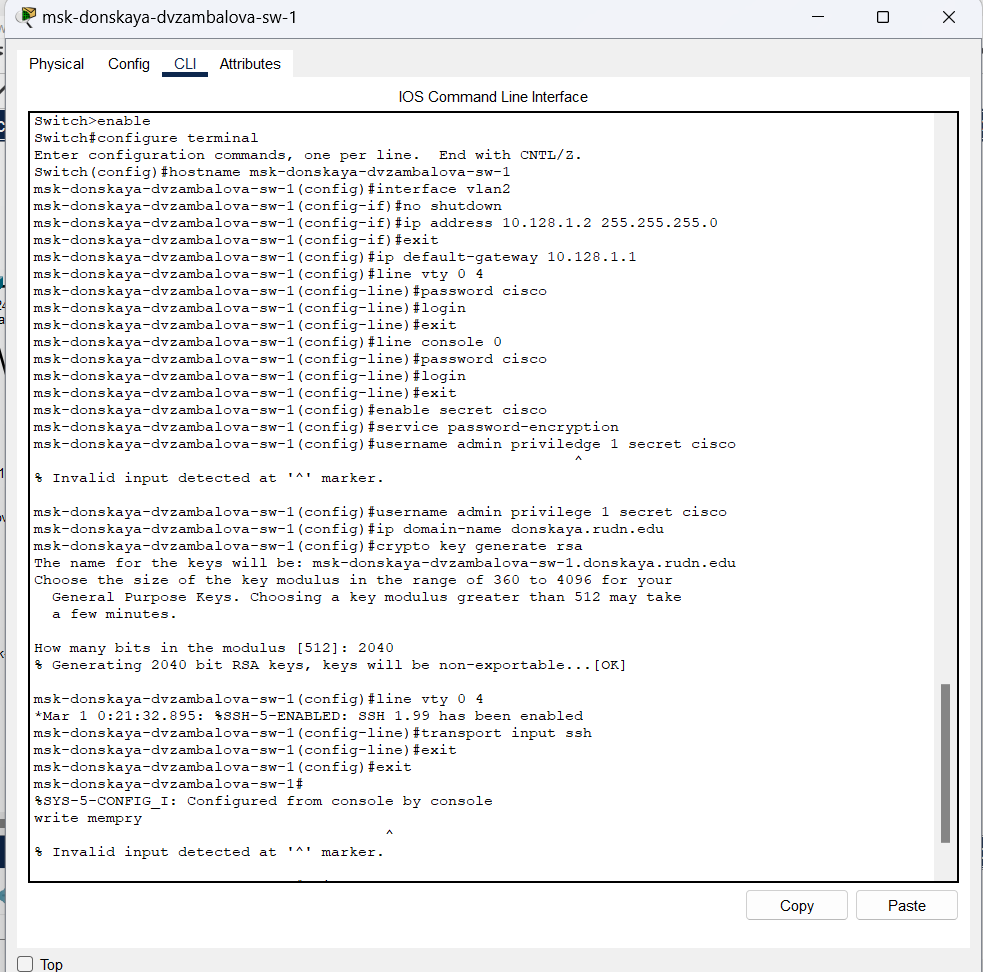 msk-donskaya-dvzambalova-sw-1
Physical Config CLI Attributes
IOS Command Line Interface
Switch>enable
Switch#configure terminal
Enter configuration commands, one per line.  End with CNTL/Z.
Switch(config)#hostname msk-donskaya-dvzambalova-sw-1
msk-donskaya-dvzambalova-sw-1(config)#interface vlan2
msk-donskaya-dvzambalova-sw-1(config-if)#no shutdown
msk-donskaya-dvzambalova-sw-1(config-if)#ip address 10.128.1.2 255.255.255.0
msk-donskaya-dvzambalova-sw-1(config-if)#exit
msk-donskaya-dvzambalova-sw-1(config)#ip default-gateway 10.128.1.1
msk-donskaya-dvzambalova-sw-1(config)#line vty 0 4
msk-donskaya-dvzambalova-sw-1(config-line)#password cisco
msk-donskaya-dvzambalova-sw-1(config-line)#login
msk-donskaya-dvzambalova-sw-1(config-line)#exit
msk-donskaya-dvzambalova-sw-1(config)#line console 0
msk-donskaya-dvzambalova-sw-1(config-line)#password cisco
msk-donskaya-dvzambalova-sw-1(config-line)#login
msk-donskaya-dvzambalova-sw-1(config-line)#exit
msk-donskaya-dvzambalova-sw-1(config)#enable secret cisco
msk-donskaya-dvzambalova-sw-1(config)#service password-encryption
msk-donskaya-dvzambalova-sw-1(config)#username admin priviledge 1 secret cisco
^
% Invalid input detected at '^' marker.
msk-donskaya-dvzambalova-sw-1(config)#username admin privilege 1 secret cisco
msk-donskaya-dvzambalova-sw-1(config)#ip domain-name donskaya.rudn.edu
msk-donskaya-dvzambalova-sw-1(config)#crypto key generate rsa
The name for the keys will be: msk-donskaya-dvzambalova-sw-1.donskaya.rudn.edu
Choose the size of the key modulus in the range of 360 to 4096 for your
General Purpose Keys. Choosing a key modulus greater than 512 may take
a few minutes.
How many bits in the modulus [512]: 2040
% Generating 2040 bit RSA keys, keys will be non-exportable...[OK]
msk-donskaya-dvzambalova-sw-1(config)#line vty 0 4
*Mar 1 0:21:32.895: %SSH-5-ENABLED: SSH 1.99 has been enabled
msk-donskaya-dvzambalova-sw-1(config-line)#transport input ssh
msk-donskaya-dvzambalova-sw-1(config-line)#exit
msk-donskaya-dvzambalova-sw-1(config)#exit
msk-donskaya-dvzambalova-sw-1#
%SYS-5-CONFIG_I: Configured from console by console
write mempry
^
% Invalid input detected at '^' marker.
Copy Paste
Top